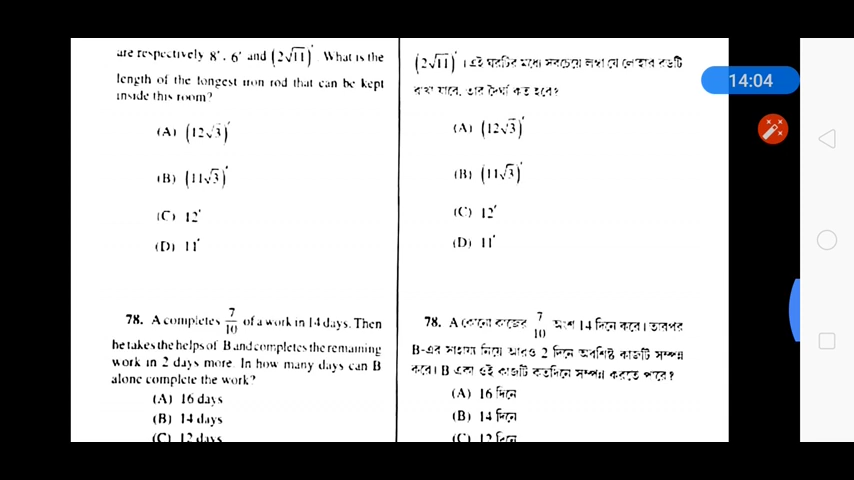 are respectively 8', 6' and (2√11)'. What is the
length of the longest iron rod that can be kept
inside this room?
(A) (12√3)'
(B) (11√3)'
(C) 12'
(D) 11'
78. A completes 7/10 of a work in 14 days. Then
he takes the helps of B and completes the remaining
work in 2 days more. In how many days can B
alone complete the work?
(A) 16 days
(B) 14 days
(C) 12 days
(2√11)' । এই ঘরটির মধ্যে সবচেয়ে লম্বা যে লোহার রডটি
রাখা যাবে, তার দৈর্ঘ্য কত হবে?
(A) (12√3)'
(B) (11√3)'
(C) 12'
(D) 11'
78. A কোনো কাজের 7/10 অংশ 14 দিনে করে। তারপর
B-এর সাহায্য নিয়ে আরও 2 দিনে অবশিষ্ট কাজটি সম্পন্ন
করে। B একা ওই কাজটি কতদিনে সম্পন্ন করতে পারে?
(A) 16 দিনে
(B) 14 দিনে
(C) 12 দিনে
14:04